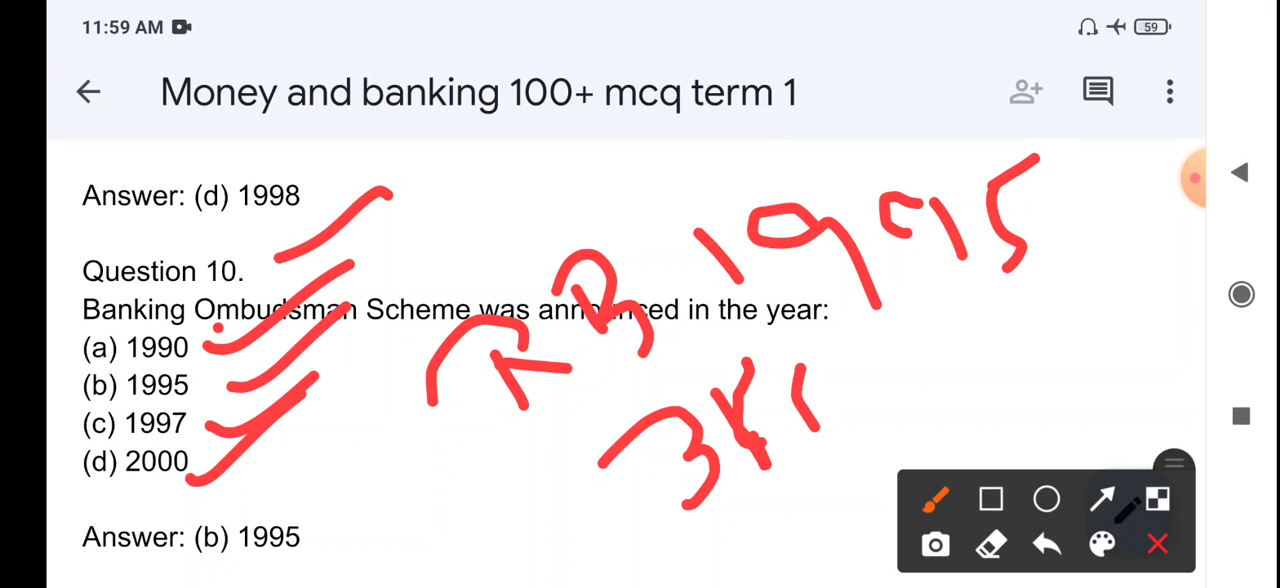 11:59 AM
59
Money and banking 100+ mcq term 1
Answer: (d) 1998
Question 10.
Banking Ombudsman Scheme was announced in the year:
(a) 1990
(b) 1995
(c) 1997
(d) 2000
Answer: (b) 1995
1995